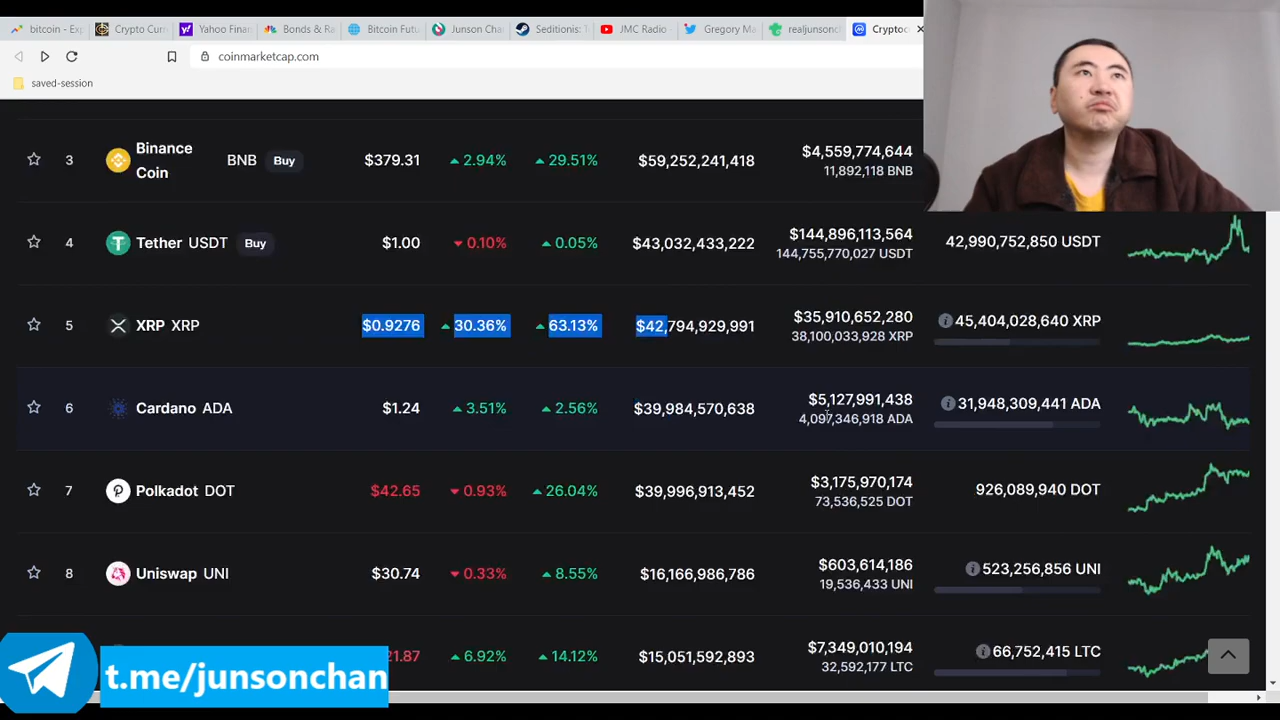 bitcoin - Exp
Crypto Curr
Yahoo Finan
Bonds & Ra
Bitcoin Futu
Junson Chan
Seditionis: T
JMC Radio
Gregory Ma
realjunsonch
Cryptoc
coinmarketcap.com
saved-session
3 Binance Coin BNB Buy $379.31 2.94% 29.51% $59,252,241,418 $4,559,774,644
11,892,118 BNB
4 Tether USDT Buy $1.00 0.10% 0.05% $43,032,433,222 $144,896,113,564 42,990,752,850 USDT
144,755,770,027 USDT
5 XRP XRP $0.9276 30.36% 63.13% $42,794,929,991 $35,910,652,280 45,404,028,640 XRP
38,100,033,928 XRP
6 Cardano ADA $1.24 3.51% 2.56% $39,984,570,638 $5,127,991,438 31,948,309,441 ADA
4,097,346,918 ADA
7 Polkadot DOT $42.65 0.93% 26.04% $39,996,913,452 $3,175,970,174 926,089,940 DOT
73,536,525 DOT
8 Uniswap UNI $30.74 0.33% 8.55% $16,166,986,786 $603,614,186 523,256,856 UNI
19,536,433 UNI
21.87 6.92% 14.12% $15,051,592,893 $7,349,010,194 66,752,415 LTC
32,592,177 LTC
t.me/junsonchan